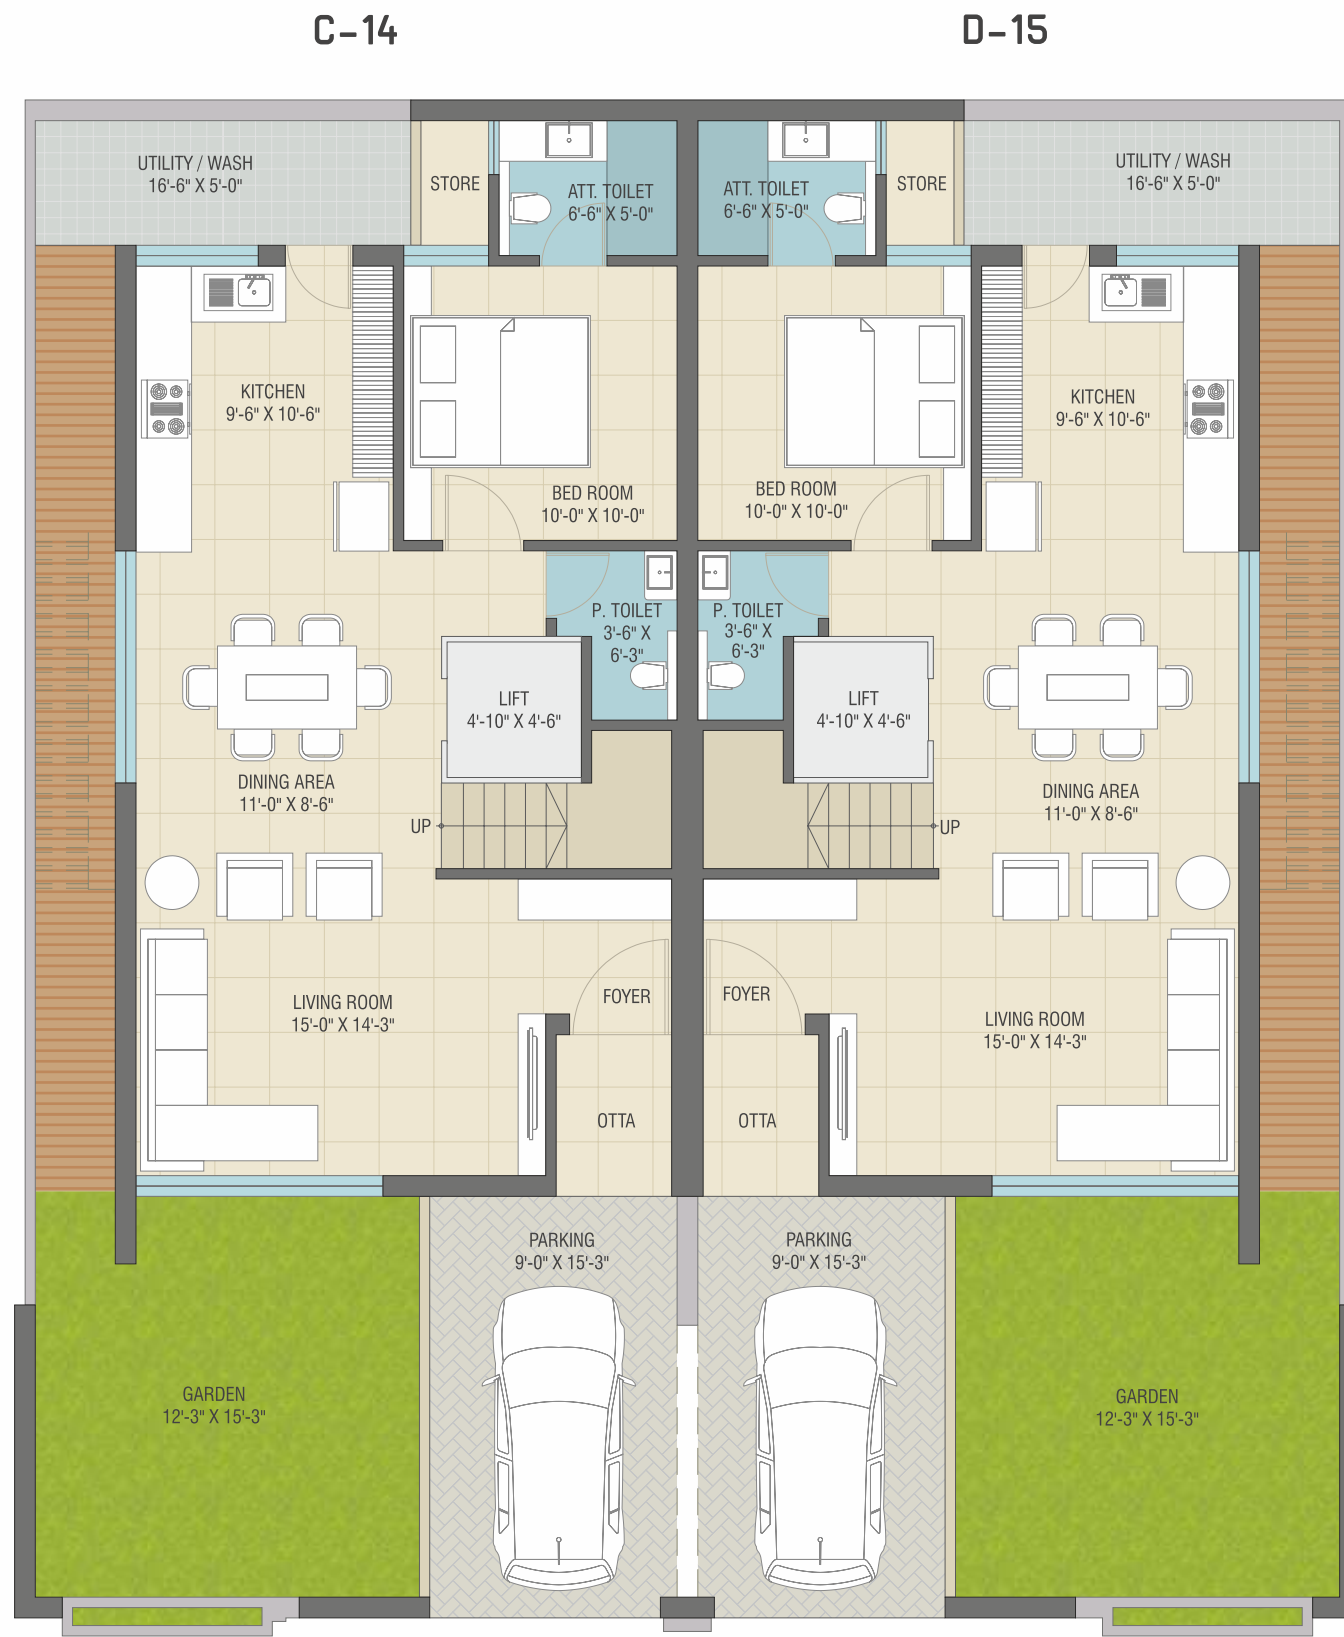 C-14
D-15
UTILITY / WASH
16'-6" X 5'-0"
STORE
ATT. TOILET
6'-6" X 5'-0"
ATT. TOILET
6'-6" X 5'-0"
STORE
UTILITY / WASH
16'-6" X 5'-0"
KITCHEN
9'-6" X 10'-6"
BED ROOM
10'-0" X 10'-0"
BED ROOM
10'-0" X 10'-0"
KITCHEN
9'-6" X 10'-6"
P. TOILET
3'-6" X
6'-3"
P. TOILET
3'-6" X
6'-3"
LIFT
4'-10" X 4'-6"
LIFT
4'-10" X 4'-6"
DINING AREA
11'-0" X 8'-6"
DINING AREA
11'-0" X 8'-6"
UP
UP
LIVING ROOM
15'-0" X 14'-3"
FOYER
FOYER
LIVING ROOM
15'-0" X 14'-3"
OTTA
OTTA
PARKING
9'-0" X 15'-3"
PARKING
9'-0" X 15'-3"
GARDEN
12'-3" X 15'-3"
GARDEN
12'-3" X 15'-3"